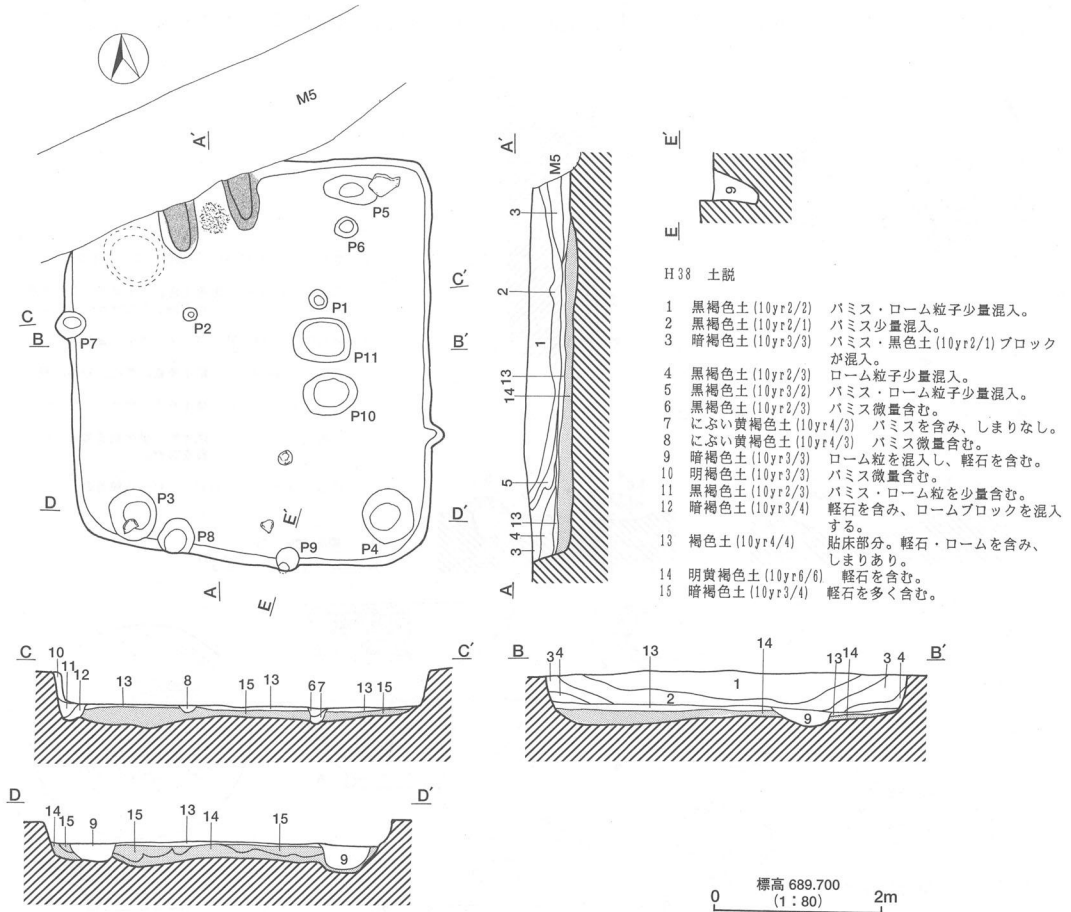 M5
A'
P5
P6
C'
P1
P2
C
B
P7
P11
B'
P10
D
P3
E'
D'
P8
P9
P4
A
E
A'
M5
3
2
1
13
14
5
13
4
3
A
E'
9
E
H38 土説
1 黒褐色土(10yr2/2) パミス・ローム粒子少量混入。
2 黒褐色土(10yr2/1) パミス少量混入。
3 暗褐色土(10yr3/3) パミス・黒色土(10yr2/1)ブロック
が混入。
4 黒褐色土(10yr2/3) ローム粒子少量混入。
5 黒褐色土(10yr3/2) パミス・ローム粒子少量混入。
6 黒褐色土(10yr2/3) パミス微量含む。
7 にぶい黄褐色土(10yr4/3) パミスを含み、しまりなし。
8 にぶい黄褐色土(10yr4/3) パミス微量含む。
9 暗褐色土(10yr3/3) ローム粒を混入し、軽石を含む。
10 明褐色土(10yr3/3) パミス微量含む。
11 黒褐色土(10yr2/3) パミス・ローム粒を少量含む。
12 暗褐色土(10yr3/4) 軽石を含み、ロームブロックを混入
する。
13 褐色土(10yr4/4) 貼床部分。軽石・ロームを含み、
しまりあり。
14 明黄褐色土(10yr6/6) 軽石を含む。
15 暗褐色土(10yr3/4) 軽石を多く含む。
C C'
10 11 12 13 8 15 13 6 7 13 15
B B'
3 4 13 14 13 14 3 4
1
2
9
D D'
14 15 9 15 13 14 15
9
標高 689.700
0 (1:80) 2m